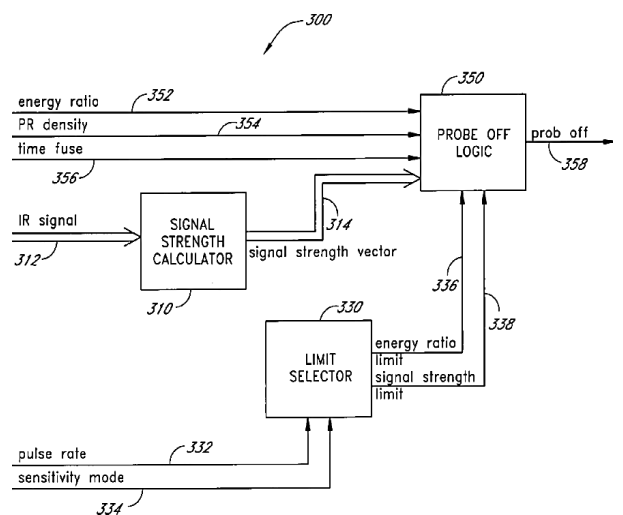 300
350
energy ratio
352
PR density
354
PROBE OFF
LOGIC
prob off
358
time fuse
356
IR signal
312
SIGNAL
STRENGTH
CALCULATOR
310
314
signal strength vector
336
338
330
LIMIT
SELECTOR
energy ratio
limit
signal strength
limit
pulse rate
332
sensitivity mode
334